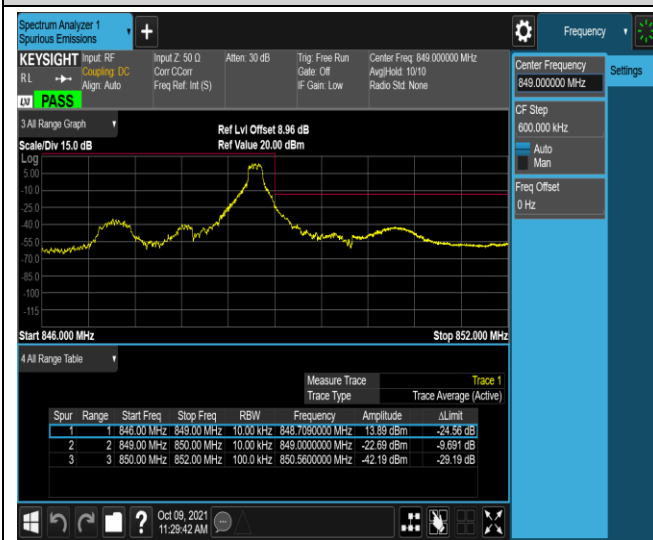 Spectrum Analyzer 1
Spurious Emissions
Frequency
KEYSIGHT
Input: RF
Coupling: DC
Align: Auto
Input Z: 50 Ω
Corr CCorr
Freq Ref: Int (S)
Atten: 30 dB
Trig: Free Run
Gate: Off
IF Gain: Low
Center Freq: 849.000000 MHz
Avg|Hold: 10/10
Radio Std: None
RL
LXI PASS
Center Frequency
849.000000 MHz
Settings
CF Step
600.000 kHz
Auto
Man
Freq Offset
0 Hz
3 All Range Graph
Scale/Div 15.0 dB
Ref Lvl Offset 8.96 dB
Ref Value 20.00 dBm
Log
5.00
-10.0
-25.0
-40.0
-55.0
-70.0
-85.0
-100
-115
Start 846.000 MHz
Stop 852.000 MHz
4 All Range Table
Measure Trace Trace 1
Trace Type Trace Average (Active)
Spur Range Start Freq Stop Freq RBW Frequency Amplitude ΔLimit
1 1 846.00 MHz 849.00 MHz 10.00 kHz 848.7090000 MHz 13.89 dBm -24.56 dB
2 2 849.00 MHz 850.00 MHz 10.00 kHz 849.0000000 MHz -22.69 dBm -9.691 dB
3 3 850.00 MHz 852.00 MHz 100.0 kHz 850.5600000 MHz -42.19 dBm -29.19 dB
Oct 09, 2021
11:29:42 AM